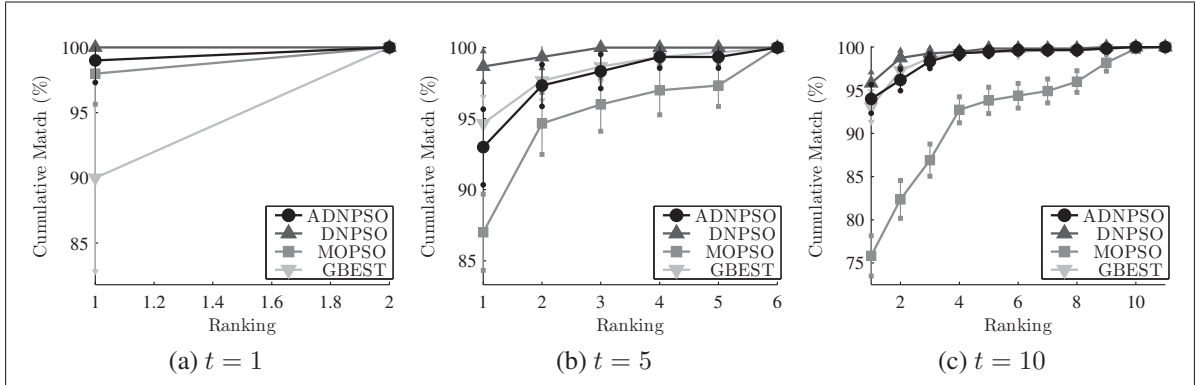 100
95
90
85
Cumulative Match (%)
1
1.2
1.4
1.6
1.8
2
Ranking
ADNPSO
DNPSO
MOPSO
GBEST
(a) t = 1
100
95
90
85
Cumulative Match (%)
1
2
3
4
5
6
Ranking
ADNPSO
DNPSO
MOPSO
GBEST
(b) t = 5
100
95
90
85
80
75
Cumulative Match (%)
2
4
6
8
10
Ranking
ADNPSO
DNPSO
MOPSO
GBEST
(c) t = 10